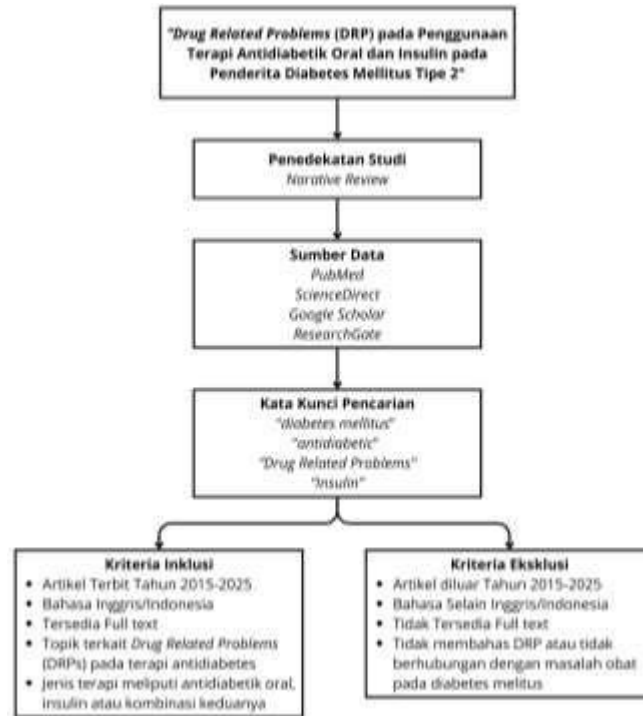 "Drug Related Problems (DRP) pada Penggunaan
Terapi Antidiabetik Oral dan Insulin pada
Penderita Diabetes Mellitus Tipe 2"
Penedekatan Studi
Narative Review
Sumber Data
PubMed
ScienceDirect
Google Scholar
ResearchGate
Kata Kunci Pencarian
"diabetes mellitus"
"antidiabetic"
"Drug Related Problems"
"Insulin"
Kriteria Inklusi
• Artikel Terbit Tahun 2015-2025
• Bahasa Inggris/Indonesia
• Tersedia Full text
• Topik terkait Drug Related Problems
(DRPs) pada terapi antidiabetes
• Jenis terapi meliputi antidiabetik oral,
insulin atau kombinasi keduanya
Kriteria Eksklusi
• Artikel diluar Tahun 2015-2025
• Bahasa Selain Inggris/Indonesia
• Tidak Tersedia Full text
• Tidak membahas DRP atau tidak
berhubungan dengan masalah obat
pada diabetes melitus